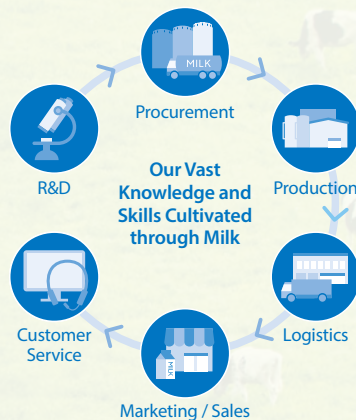 MILK
Procurement
R&D
Our Vast
Knowledge and
Skills Cultivated
through Milk
Production
Customer
Service
Logistics
MILK
Marketing / Sales